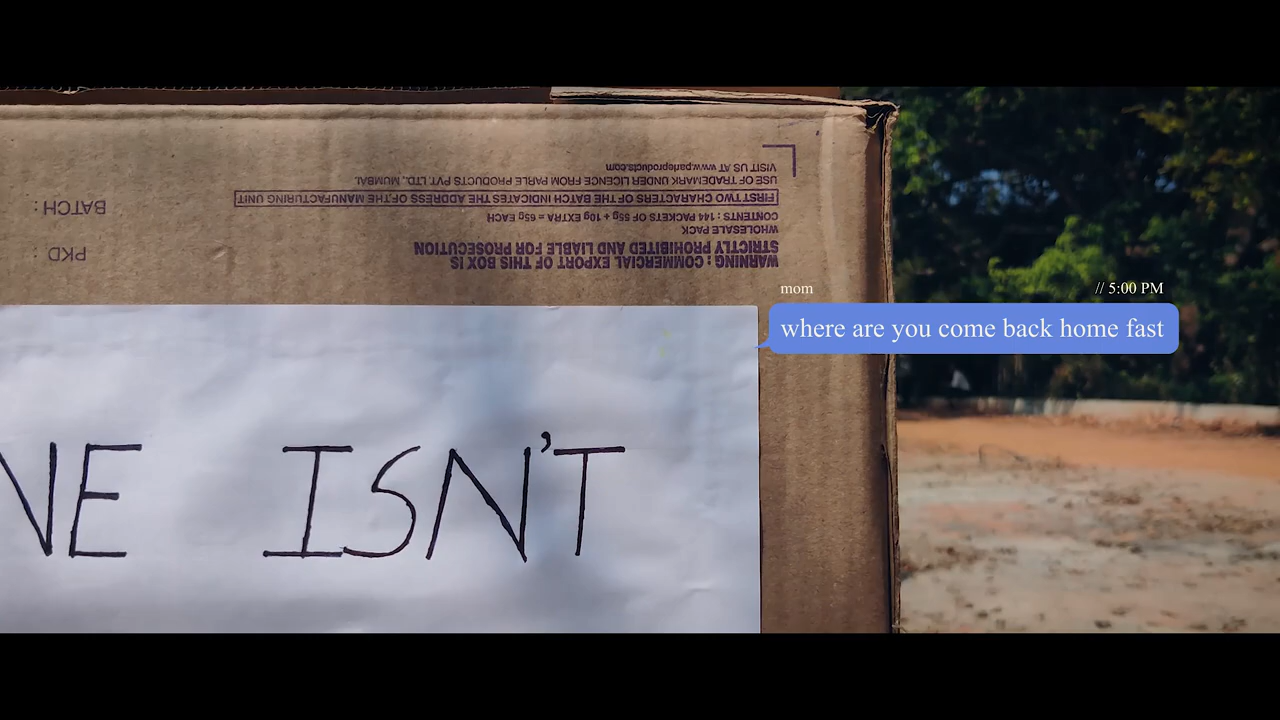 VISIT US AT www.parleproducts.com
USE OF TRADEMARK UNDER LICENCE FROM PARLE PRODUCTS PVT. LTD., MUMBAI.
FIRST TWO CHARACTERS OF THE BATCH INDICATES THE ADDRESS OF THE MANUFACTURING UNIT
BATCH :
CONTENTS : 144 PACKETS OF 55g + 10g EXTRA = 65g EACH
WHOLESALE PACK
WARNING : COMMERCIAL EXPORT OF THIS BOX IS
STRICTLY PROHIBITED AND LIABLE FOR PROSECUTION
PKD :
mom // 5:00 PM
where are you come back home fast
NE ISN'T